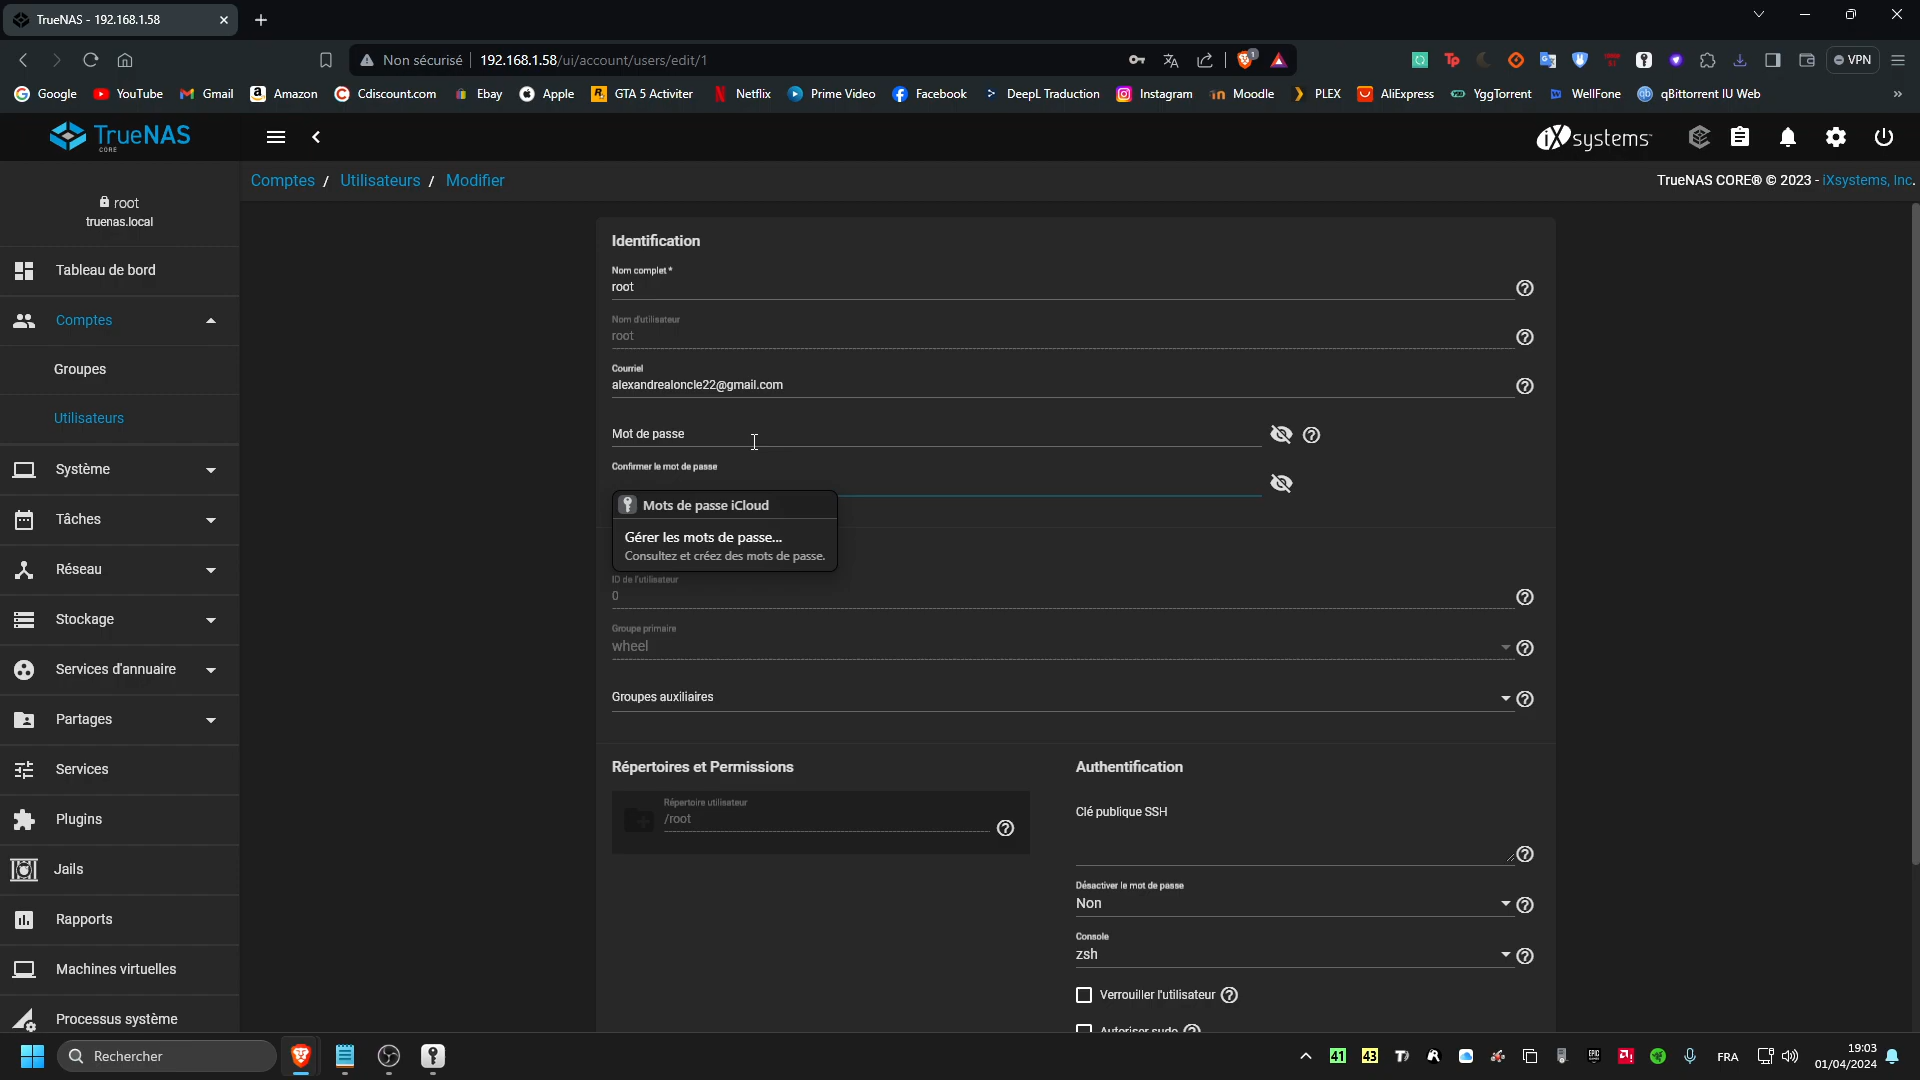 TrueNAS - 192.168.1.58
Non sécurisé
192.168.1.58/ui/account/users/edit/1
1
VPN
Google
YouTube
Gmail
Amazon
Cdiscount.com
Ebay
Apple
GTA 5 Activiter
Netflix
Prime Video
Facebook
DeepL Traduction
Instagram
Moodle
PLEX
AliExpress
YggTorrent
WellFone
qBittorrent IU Web
TrueNAS
CORE
iXsystems
Comptes / Utilisateurs / Modifier
TrueNAS CORE® © 2023 - iXsystems, Inc.
root
truenas.local
Tableau de bord
Comptes
Groupes
Utilisateurs
Système
Tâches
Réseau
Stockage
Services d'annuaire
Partages
Services
Plugins
Jails
Rapports
Machines virtuelles
Processus système
Identification
Nom complet *
root
Nom d'utilisateur
root
Courriel
alexandrealoncle22@gmail.com
Mot de passe
Confirmer le mot de passe
Mots de passe iCloud
Gérer les mots de passe...
Consultez et créez des mots de passe.
ID de l'utilisateur
0
Groupe primaire
wheel
Groupes auxiliaires
Répertoires et Permissions
Répertoire utilisateur
/root
Authentification
Clé publique SSH
Désactiver le mot de passe
Non
Console
zsh
Verrouiller l'utilisateur
Autoriser sudo
Rechercher
41
43
FRA
19:03
01/04/2024